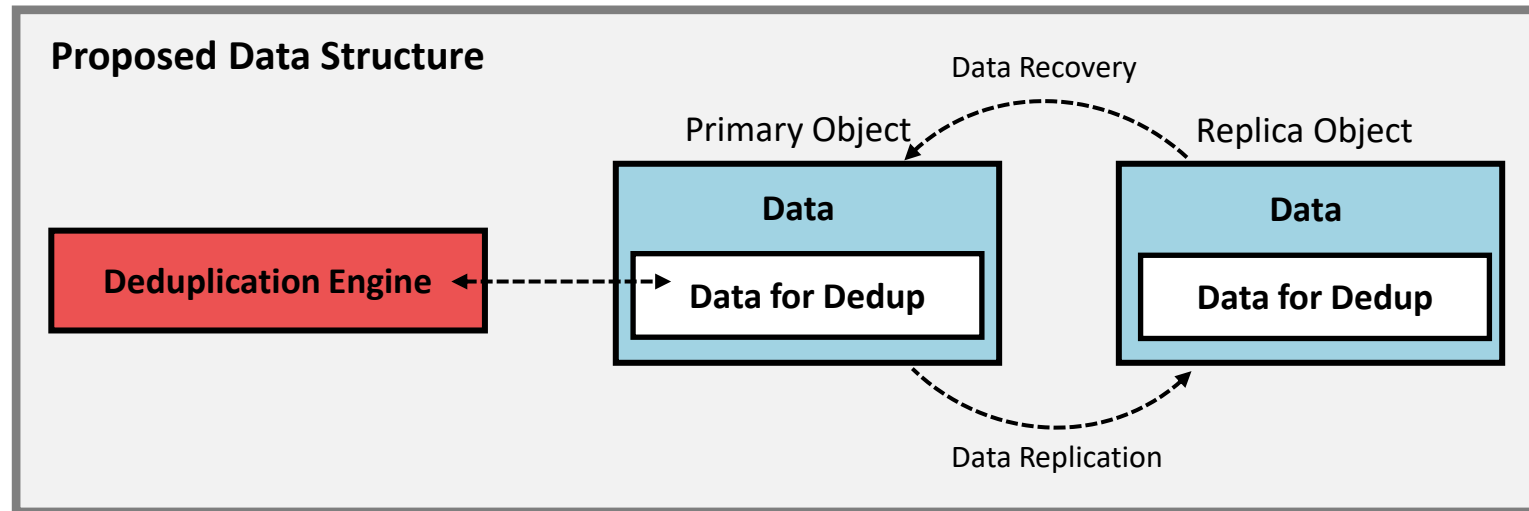 Proposed Data Structure
Data Recovery
Primary Object
Replica Object
Data
Data
Deduplication Engine
Data for Dedup
Data for Dedup
Data Replication